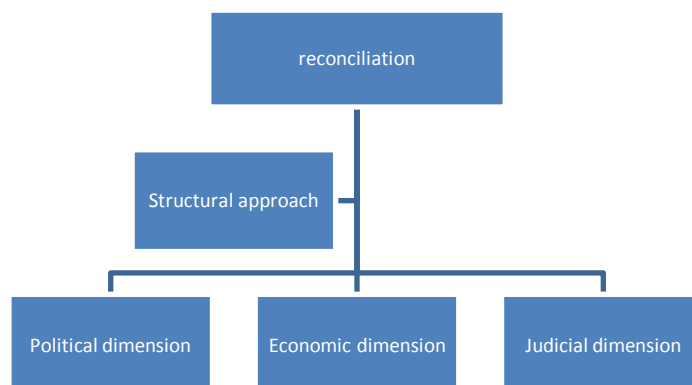 reconciliation
Structural approach
Political dimension
Economic dimension
Judicial dimension